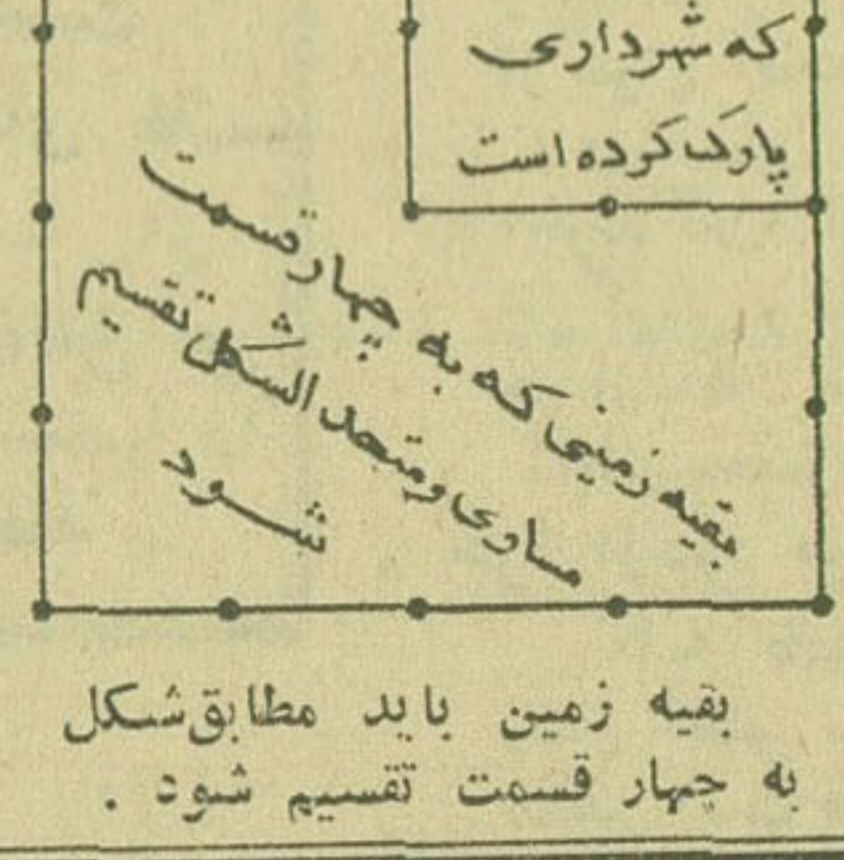 که شهرداری
پارک کرده است
بقیه زمینی که به چهار قسمت
مساوی و متحد الشکل تقسیم
شود
بقیه زمین باید مطابق شکل
به چهار قسمت تقسیم شود .